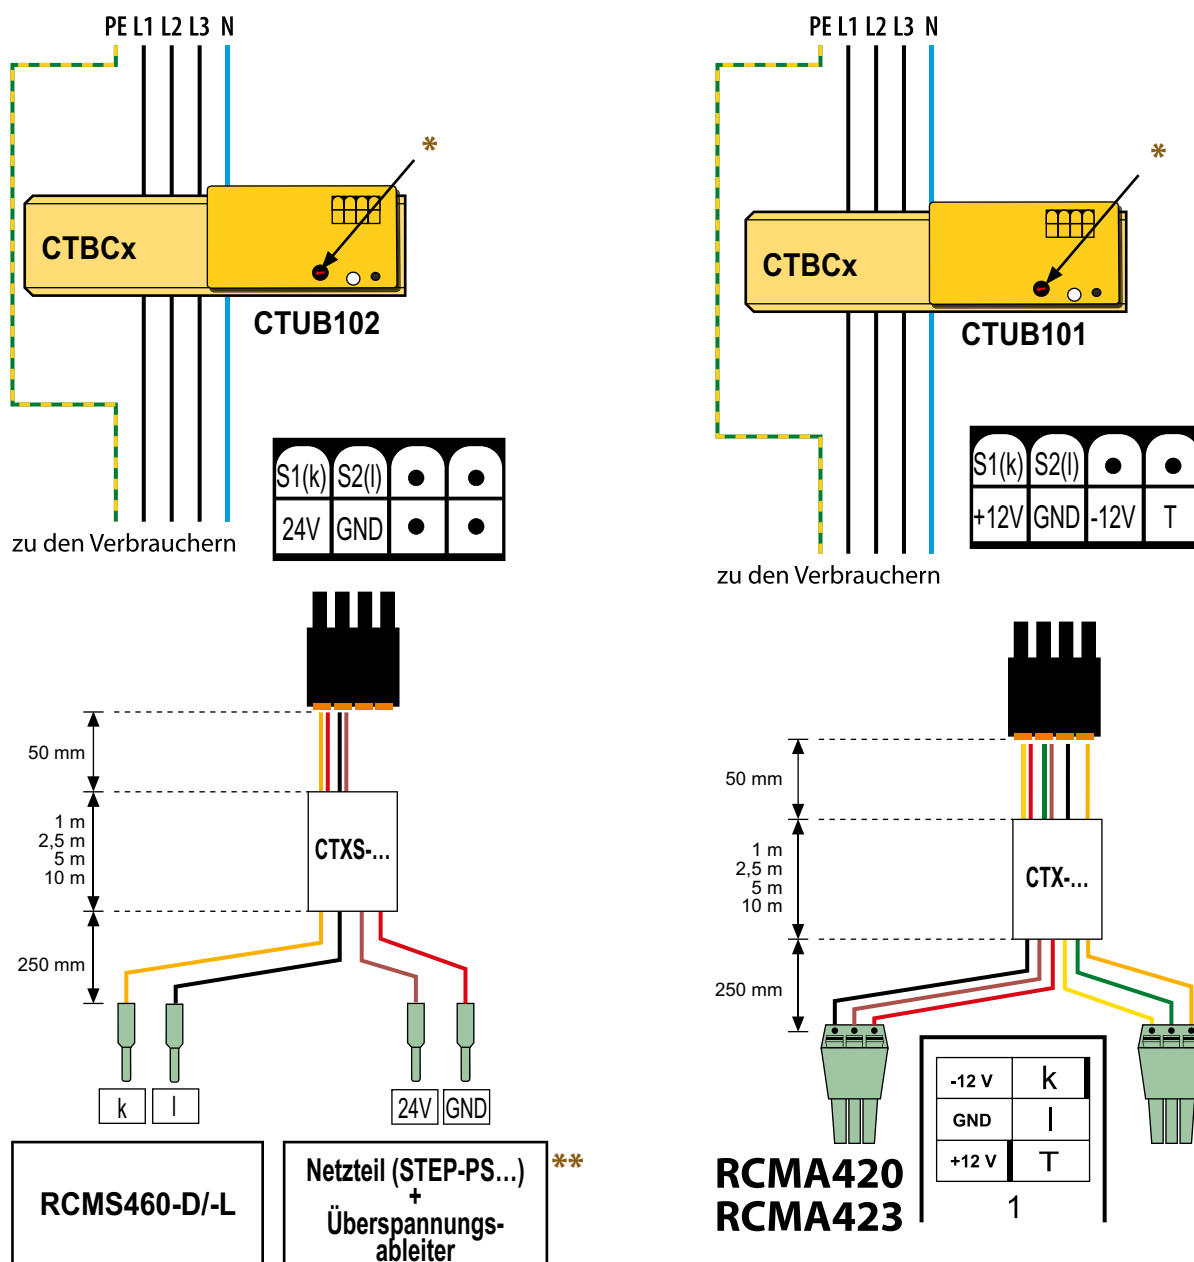 PE L1 L2 L3 N
*
CTBCx
CTUB102
S1(k) S2(l)
24V GND
zu den Verbrauchern
50 mm
1 m
2,5 m
5 m
10 m
CTXS-...
250 mm
k l 24V GND
RCMS460-D/-L
Netzteil (STEP-PS...)
+
Überspannungs-
ableiter
**
PE L1 L2 L3 N
*
CTBCx
CTUB101
S1(k) S2(l)
+12V GND -12V T
zu den Verbrauchern
50 mm
1 m
2,5 m
5 m
10 m
CTX-...
250 mm
RCMA420
RCMA423
-12 V k
GND l
+12 V T
1